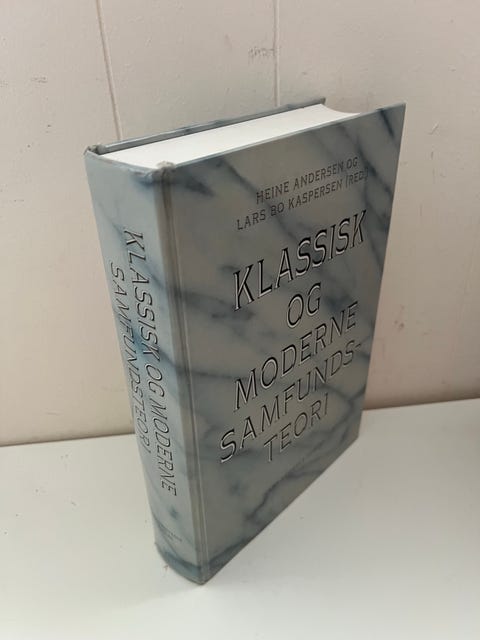 HEINE ANDERSEN OG
LARS BO KASPERSEN (RED.)
KLASSISK
OG
MODERNE
SAMFUNDS-
TEORI
KLASSISK OG MODERNE
SAMFUNDSTEORI